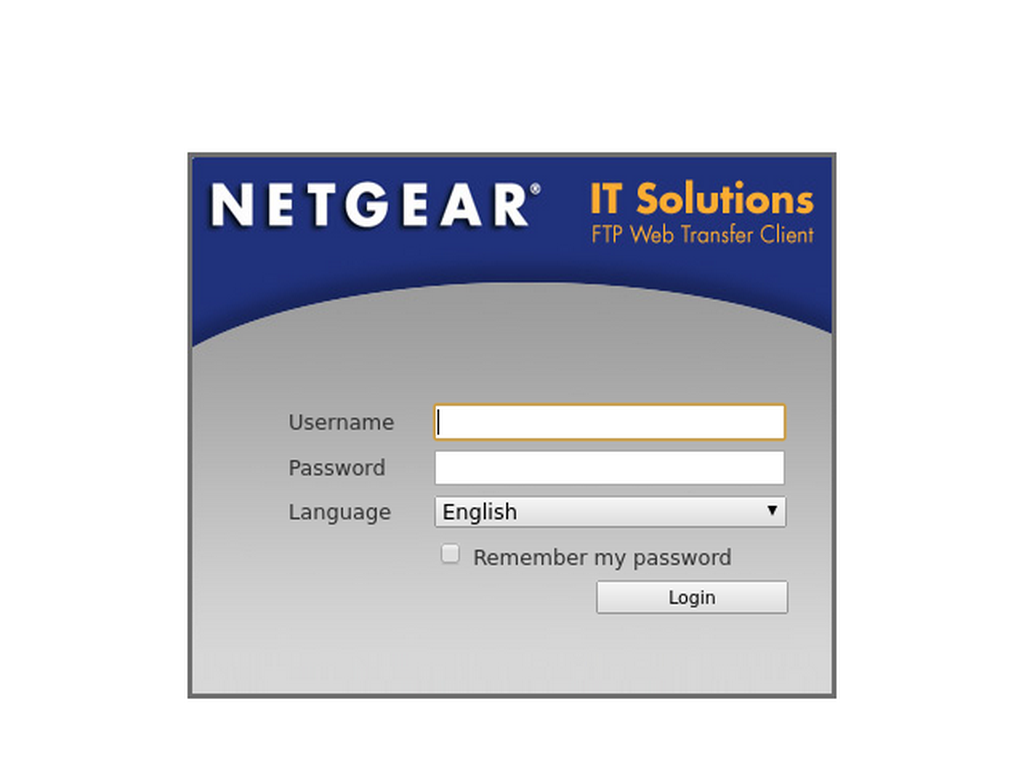 NETGEAR®
IT Solutions
FTP Web Transfer Client
Username
Password
Language
English
Remember my password
Login